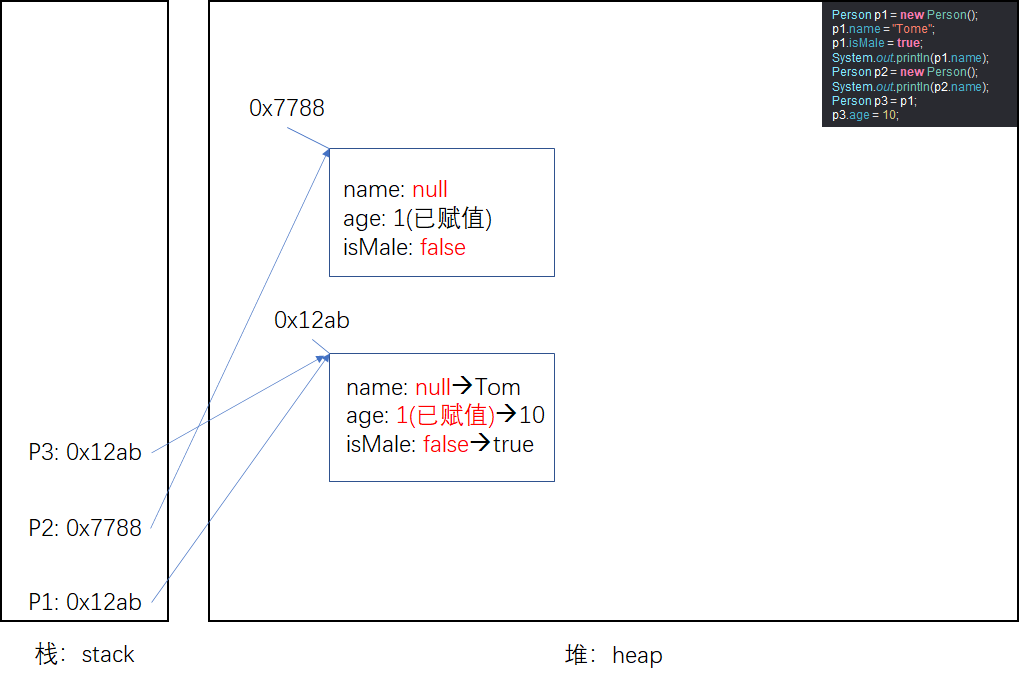 Person p1 = new Person();
p1.name = "Tome";
p1.isMale = true;
System.out.println(p1.name);
Person p2 = new Person();
System.out.println(p2.name);
Person p3 = p1;
p3.age = 10;
0x7788
name: null
age: 1(已赋值)
isMale: false
0x12ab
name: null→Tom
age: 1(已赋值)→10
isMale: false→true
P3: 0x12ab
P2: 0x7788
P1: 0x12ab
栈：stack
堆：heap